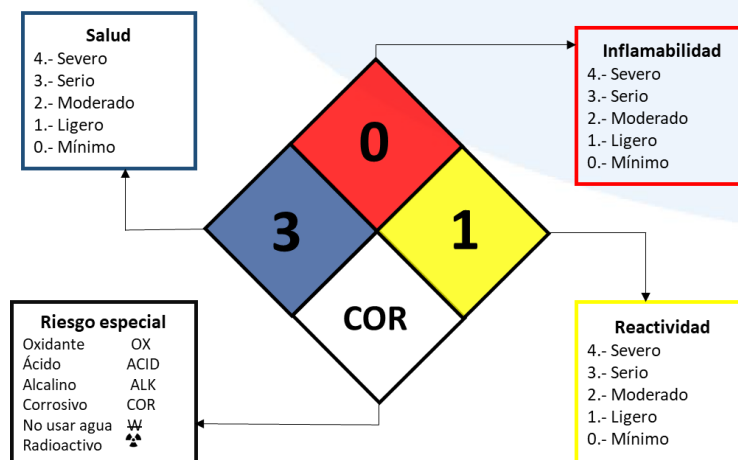 Salud
4.- Severo
3.- Serio
2.- Moderado
1.- Ligero
0.- Mínimo
Inflamabilidad
4.- Severo
3.- Serio
2.- Moderado
1.- Ligero
0.- Mínimo
0
3
1
COR
Riesgo especial
Oxidante OX
Ácido ACID
Alcalino ALK
Corrosivo COR
No usar agua W
Radioactivo ☢
Reactividad
4.- Severo
3.- Serio
2.- Moderado
1.- Ligero
0.- Mínimo